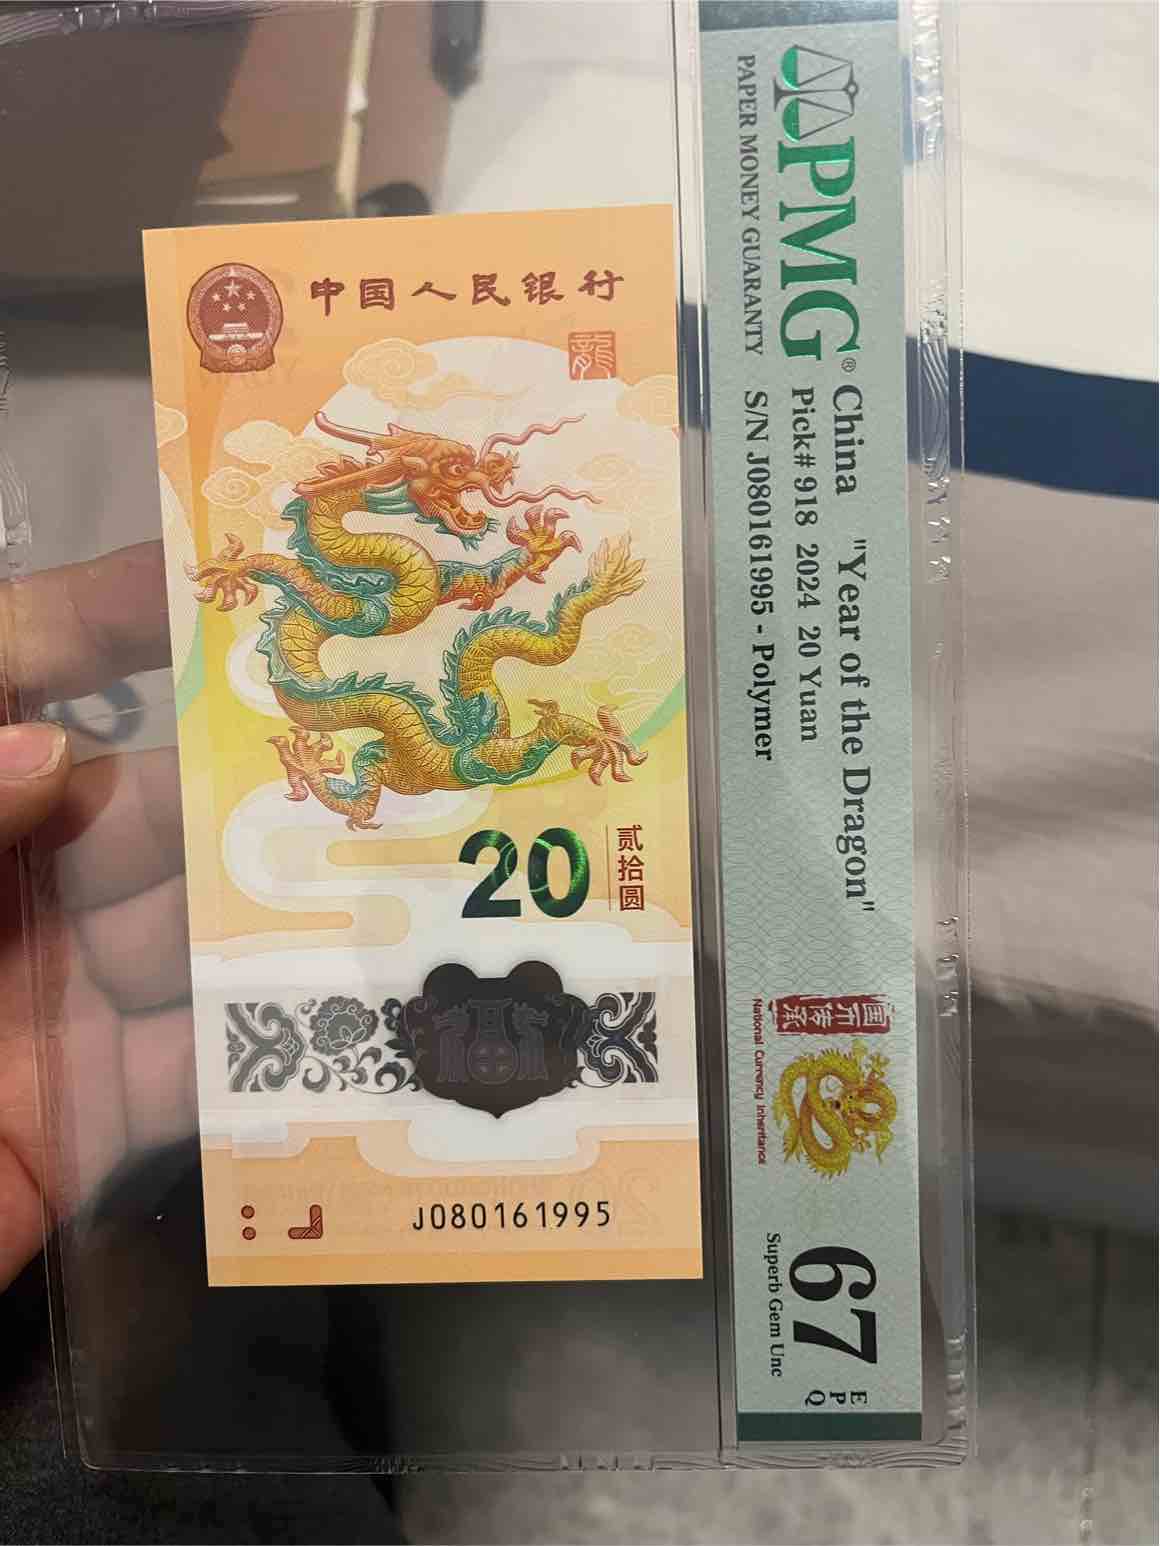 中国人民银行
龍
20
贰拾圆
J080161995
PMG®
PAPER MONEY GUARANTY
China "Year of the Dragon"
Pick# 918 2024 20 Yuan
S/N J080161995 - Polymer
国币传承
National Currency Inheritance
67
EPQ
Superb Gem Unc